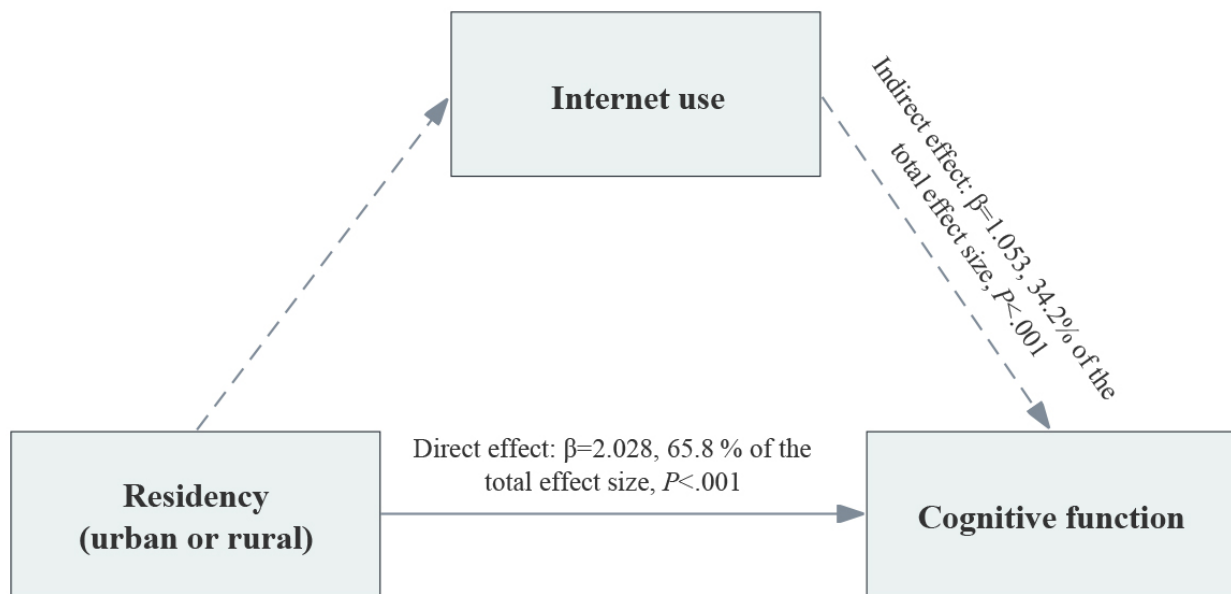 Internet use
Indirect effect: β=1.053, 34.2% of the
total effect size, P<.001
Direct effect: β=2.028, 65.8 % of the
total effect size, P<.001
Residency
(urban or rural)
Cognitive function